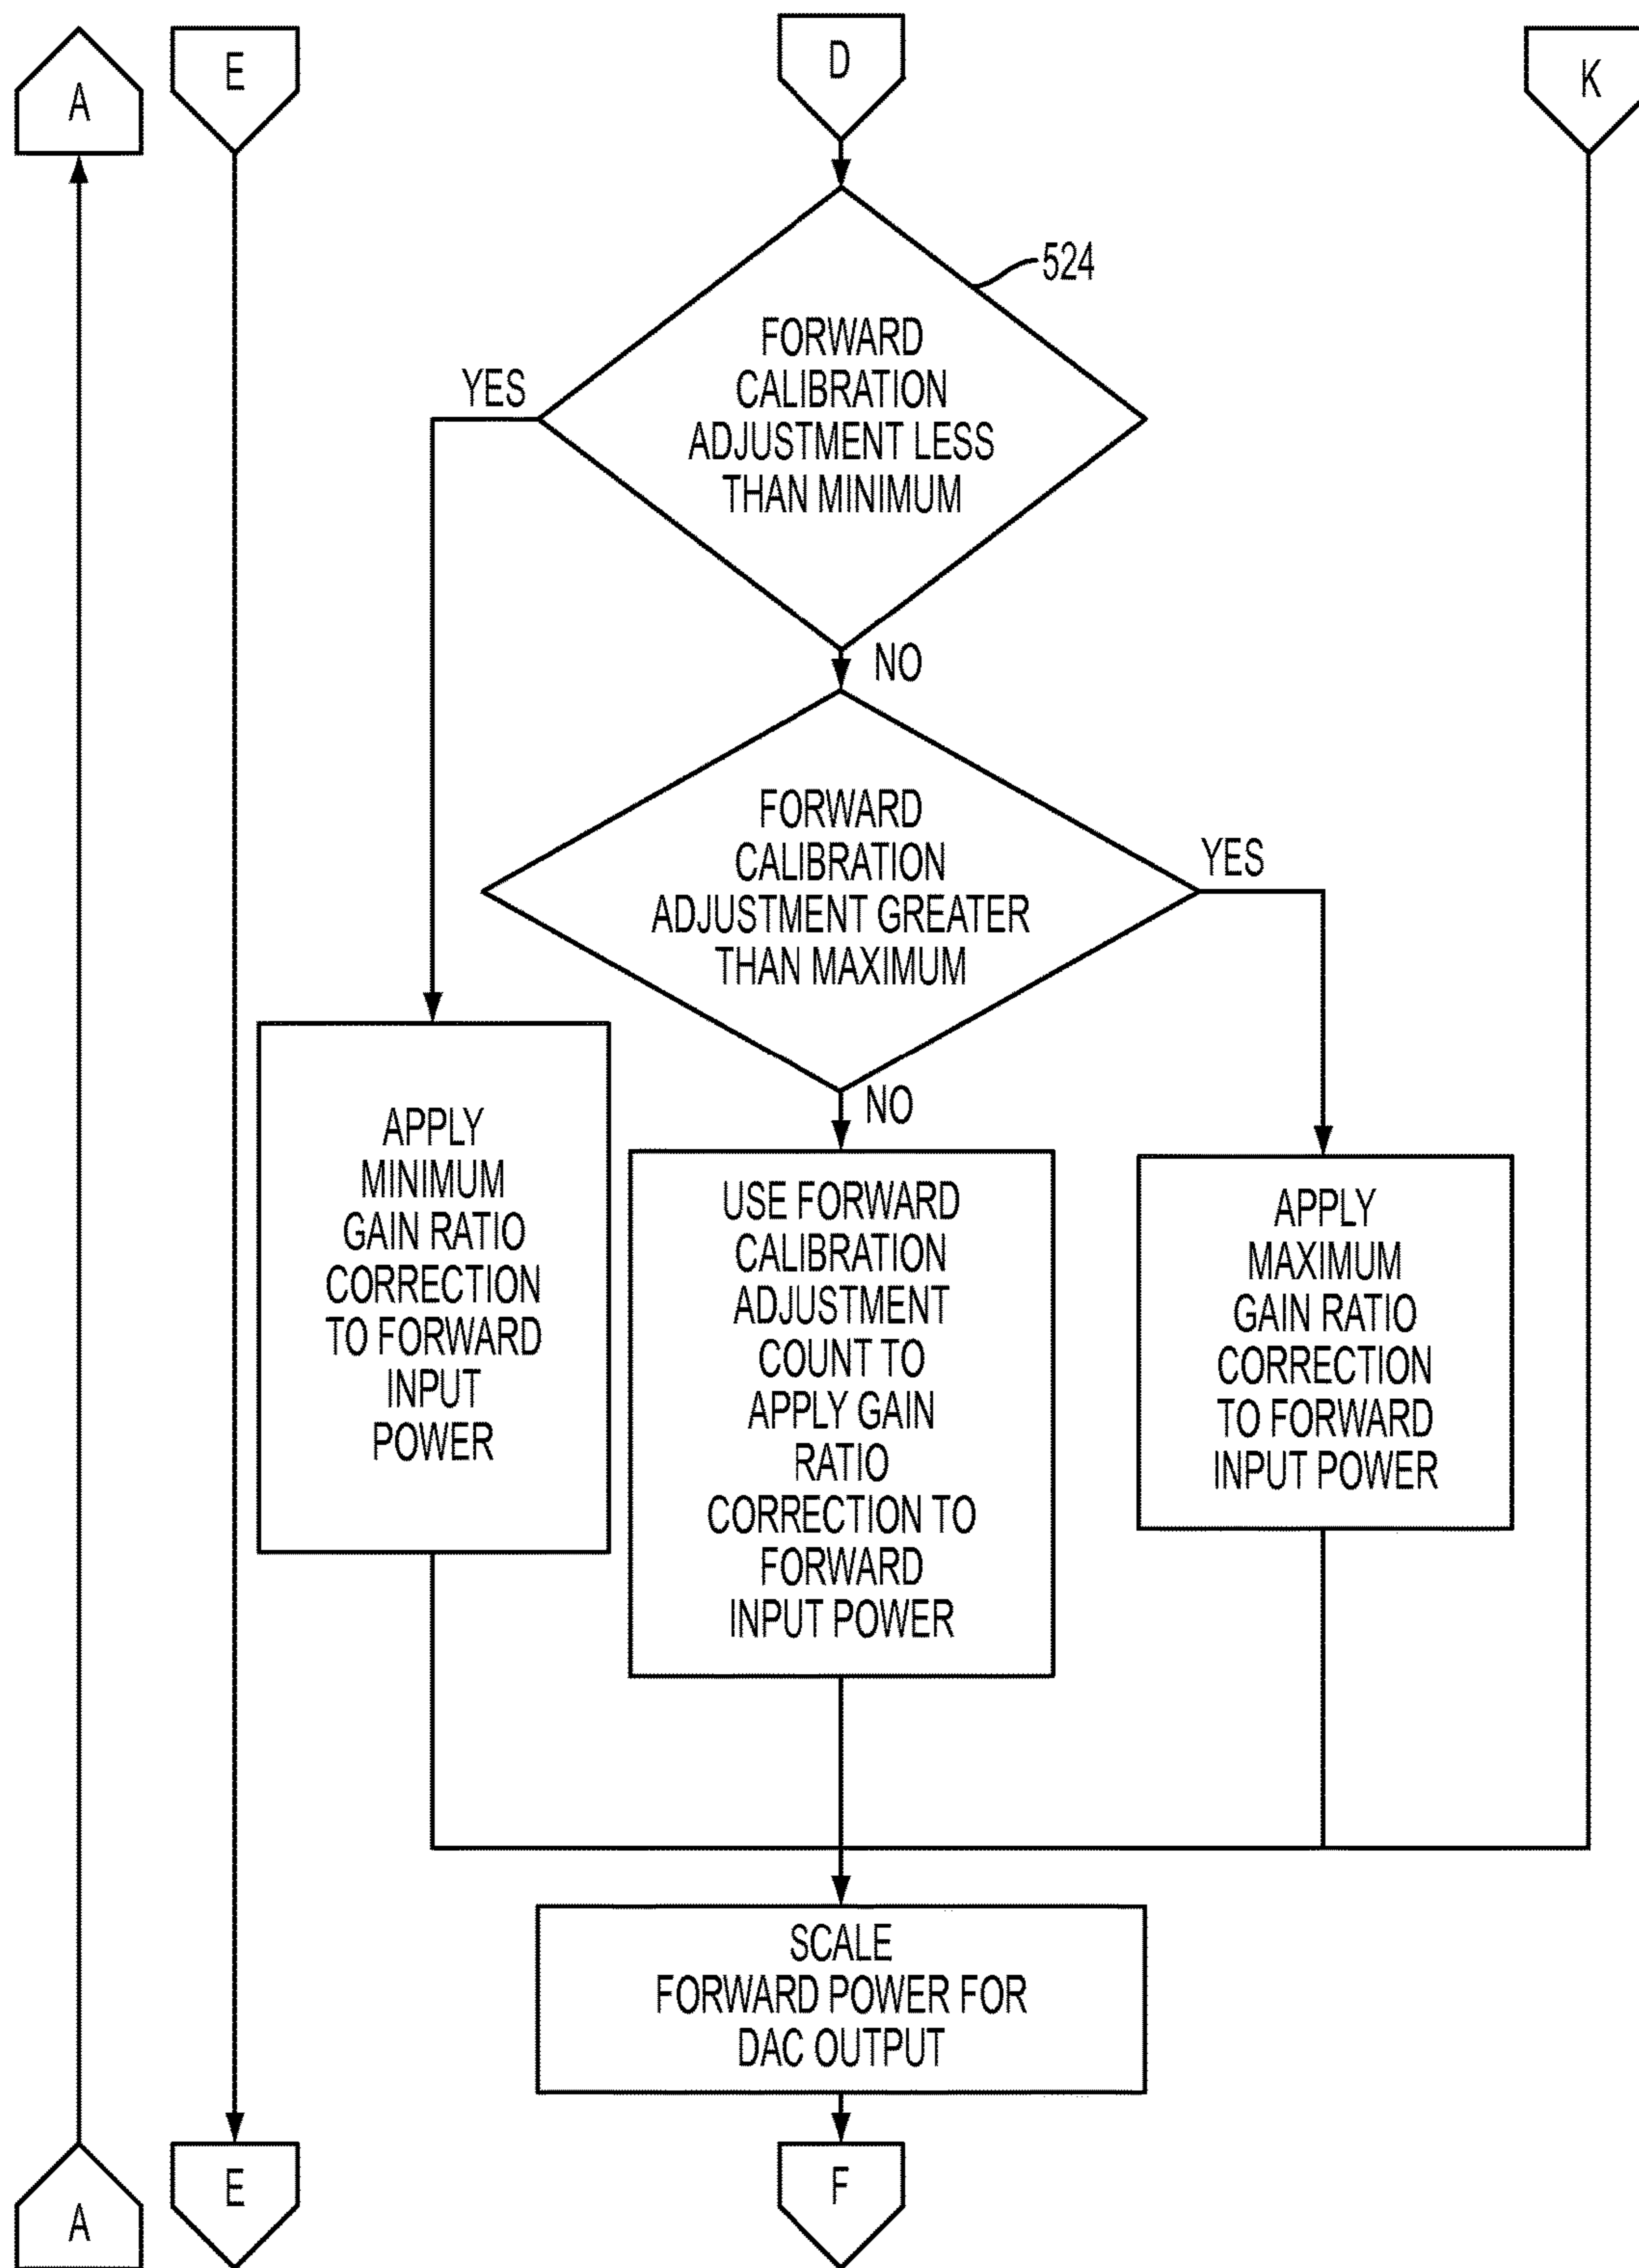 A
E
D
K
524
FORWARD
CALIBRATION
ADJUSTMENT LESS
THAN MINIMUM
YES
NO
FORWARD
CALIBRATION
ADJUSTMENT GREATER
THAN MAXIMUM
YES
NO
APPLY
MINIMUM
GAIN RATIO
CORRECTION
TO FORWARD
INPUT
POWER
USE FORWARD
CALIBRATION
ADJUSTMENT
COUNT TO
APPLY GAIN
RATIO
CORRECTION TO
FORWARD
INPUT POWER
APPLY
MAXIMUM
GAIN RATIO
CORRECTION
TO FORWARD
INPUT POWER
SCALE
FORWARD POWER FOR
DAC OUTPUT
A
E
F